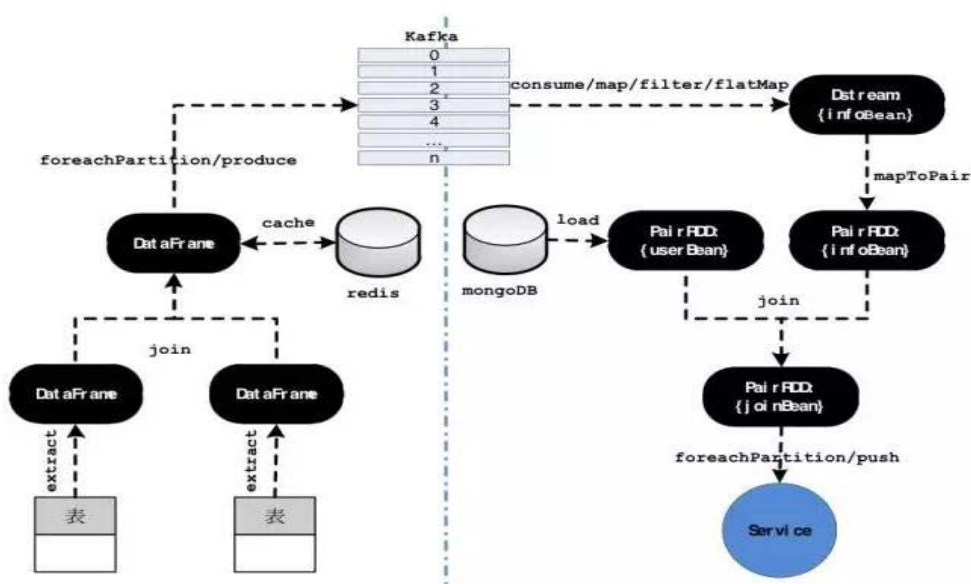 Kafka
0
1
2
3
4
...
n
consume/map/filter/flatMap
Dstream:
{infoBean}
foreachPartition/produce
mapToPair
DataFrame
cache
redis
mongoDB
load
PairRDD:
{userBean}
PairRDD:
{infoBean}
join
join
DataFrame
DataFrame
PairRDD:
{joinBean}
extract
extract
foreachPartition/push
表
表
Service